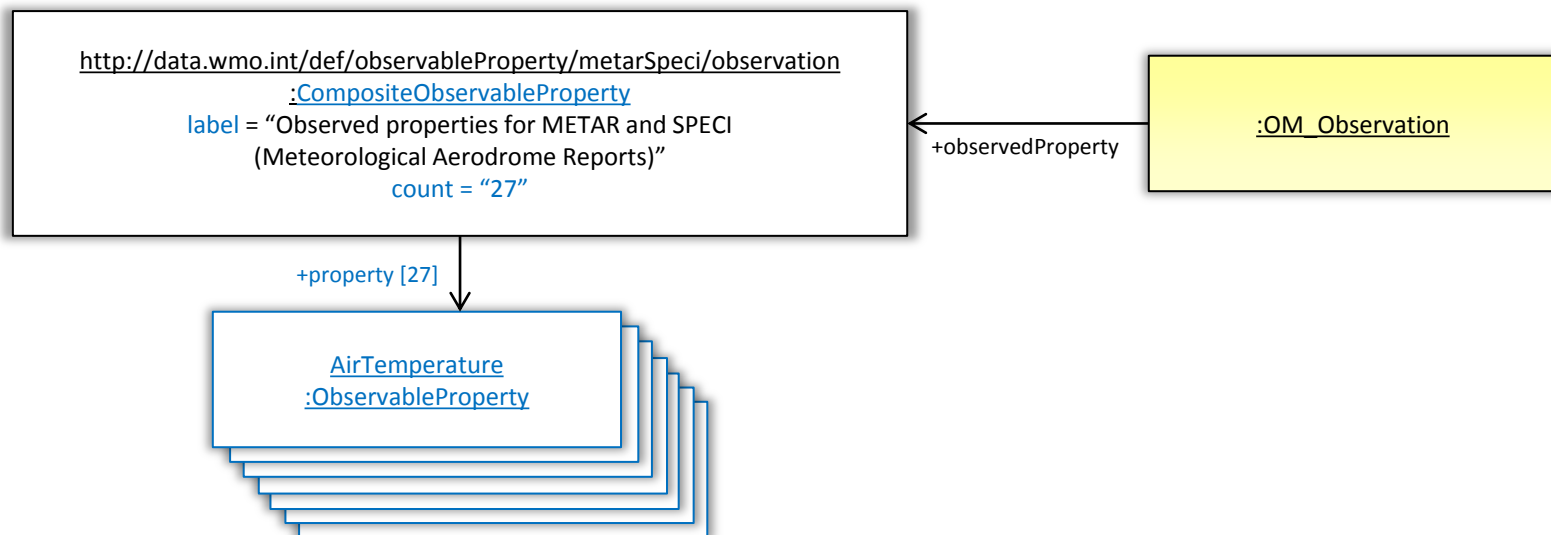 http://data.wmo.int/def/observableProperty/metarSpeci/observation
:CompositeObservableProperty
label = “Observed properties for METAR and SPECI
(Meteorological Aerodrome Reports)”
count = “27”
:OM_Observation
+observedProperty
+property [27]
AirTemperature
:ObservableProperty